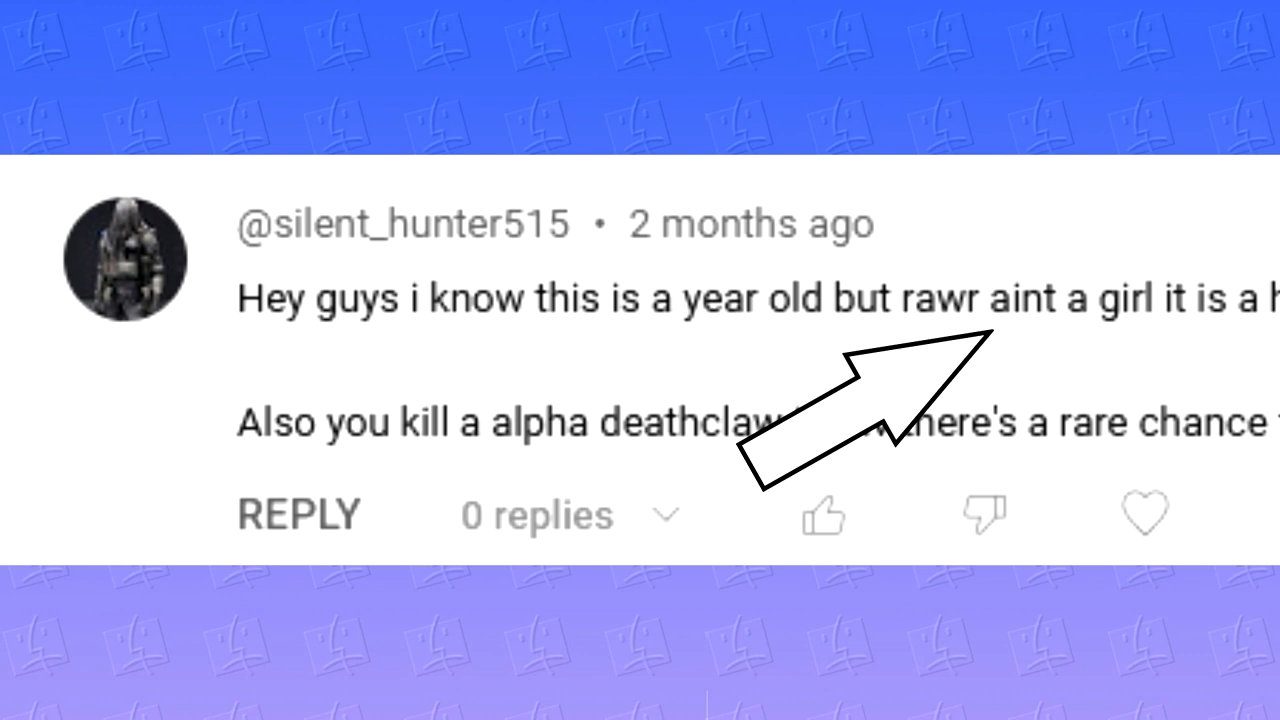 @silent_hunter515 • 2 months ago
Hey guys i know this is a year old but rawr aint a girl it is a
Also you kill a alpha deathclaw there's a rare chance
REPLY
0 replies